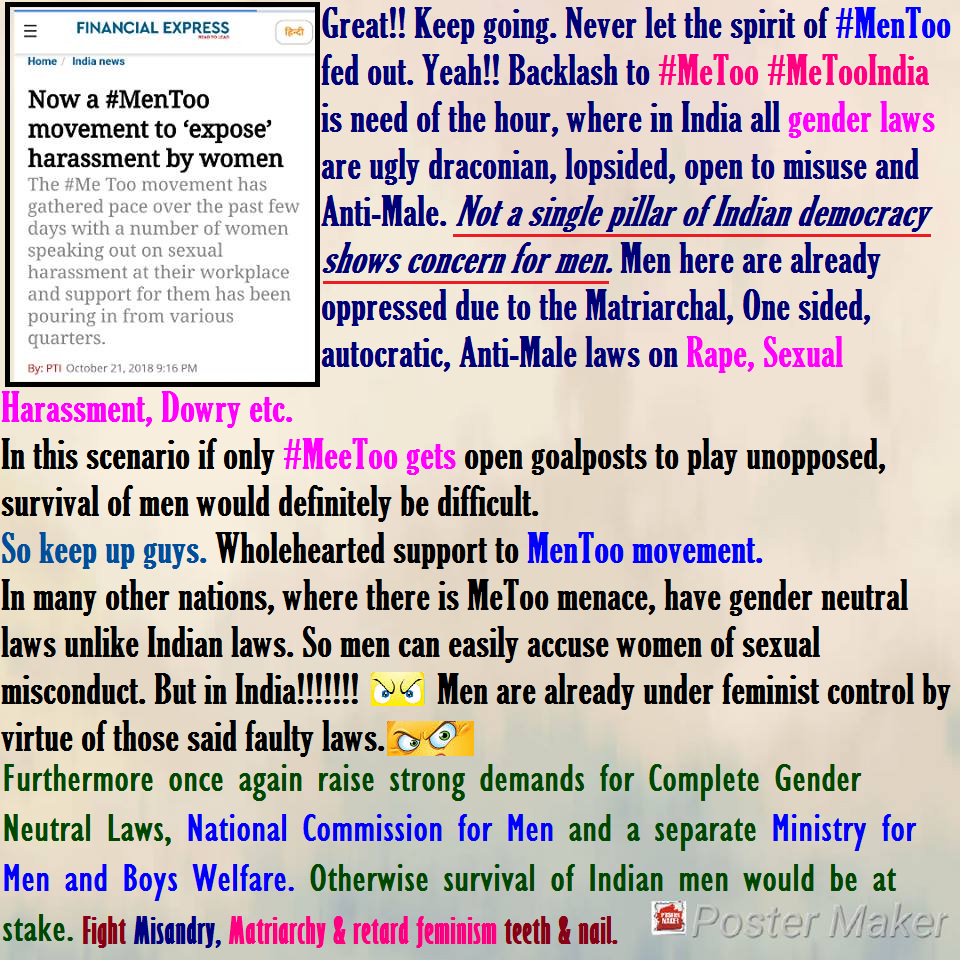 FINANCIAL EXPRESS
READ TO LEAD
हिन्दी
Home / India news
Now a #MenToo
movement to ‘expose’
harassment by women
The #Me Too movement has
gathered pace over the past few
days with a number of women
speaking out on sexual
harassment at their workplace
and support for them has been
pouring in from various
quarters.
By: PTI October 21, 2018 9:16 PM
Great!! Keep going. Never let the spirit of #MenToo
fed out. Yeah!! Backlash to #MeToo #MeTooIndia
is need of the hour, where in India all gender laws
are ugly draconian, lopsided, open to misuse and
Anti-Male. Not a single pillar of Indian democracy
shows concern for men. Men here are already
oppressed due to the Matriarchal, One sided,
autocratic, Anti-Male laws on Rape, Sexual
Harassment, Dowry etc.
In this scenario if only #MeeToo gets open goalposts to play unopposed,
survival of men would definitely be difficult.
So keep up guys. Wholehearted support to MenToo movement.
In many other nations, where there is MeToo menace, have gender neutral
laws unlike Indian laws. So men can easily accuse women of sexual
misconduct. But in India!!!!!!! Men are already under feminist control by
virtue of those said faulty laws.
Furthermore once again raise strong demands for Complete Gender
Neutral Laws, National Commission for Men and a separate Ministry for
Men and Boys Welfare. Otherwise survival of Indian men would be at
stake. Fight Misandry, Matriarchy & retard feminism teeth & nail.
POSTER MAKER
Poster Maker